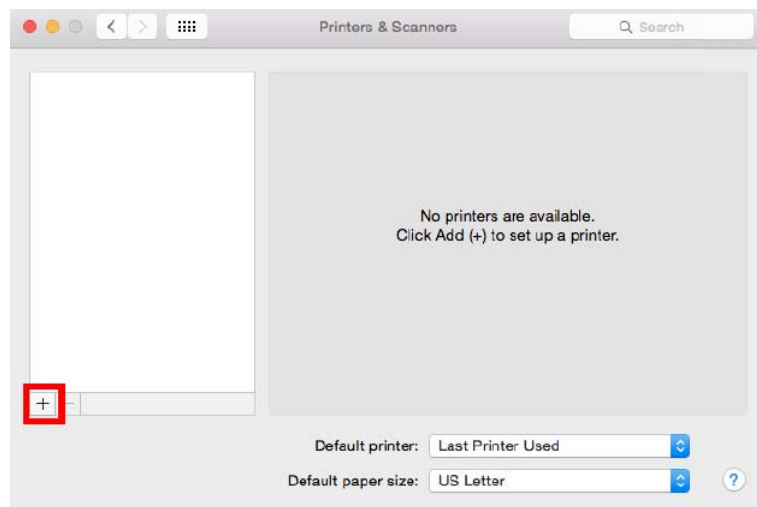 Printers & Scanners
Search
No printers are available.
Click Add (+) to set up a printer.
+ -
Default printer: Last Printer Used
Default paper size: US Letter ?